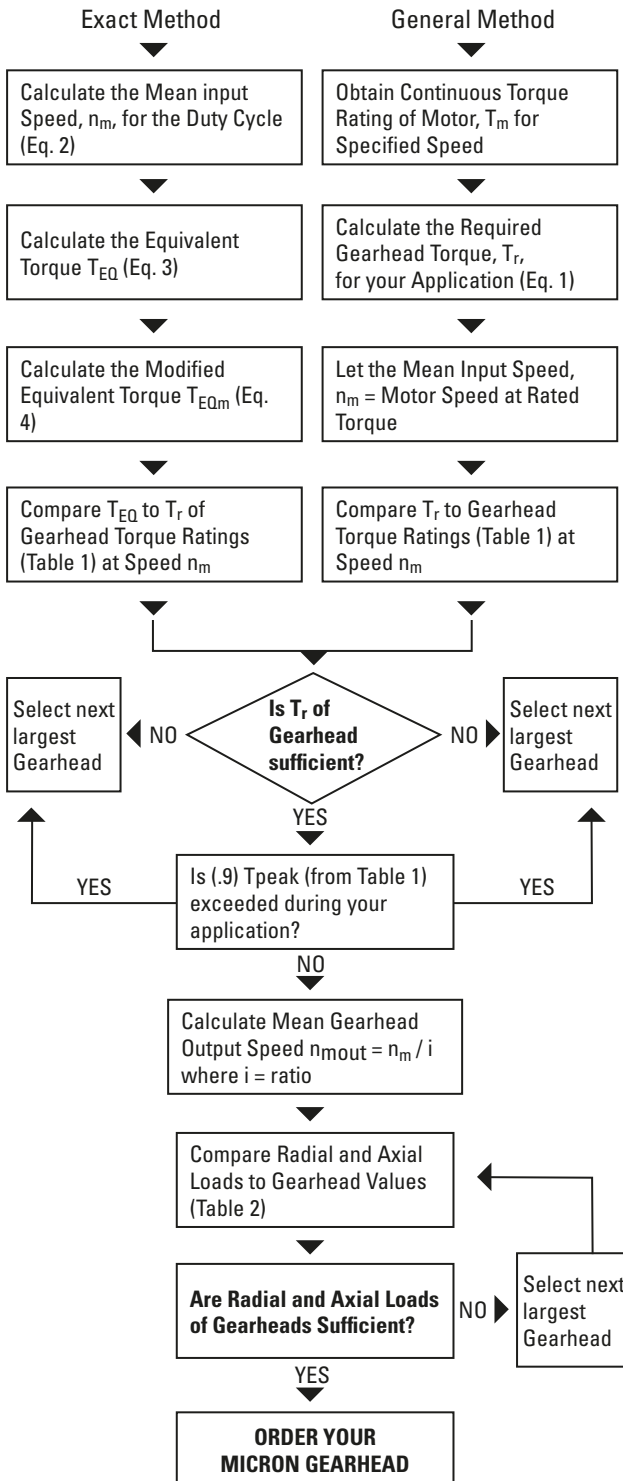 Exact Method
General Method
Calculate the Mean input
Speed, nm, for the Duty Cycle
(Eq. 2)
Obtain Continuous Torque
Rating of Motor, Tm for
Specified Speed
Calculate the Equivalent
Torque TEQ (Eq. 3)
Calculate the Required
Gearhead Torque, Tr,
for your Application (Eq. 1)
Calculate the Modified
Equivalent Torque TEQm (Eq.
4)
Let the Mean Input Speed,
nm = Motor Speed at Rated
Torque
Compare TEQ to Tr of
Gearhead Torque Ratings
(Table 1) at Speed nm
Compare Tr to Gearhead
Torque Ratings (Table 1) at
Speed nm
Select next
largest
Gearhead
NO
Is Tr of
Gearhead
sufficient?
NO
Select next
largest
Gearhead
YES
YES
Is (.9) Tpeak (from Table 1)
exceeded during your
application?
YES
NO
Calculate Mean Gearhead
Output Speed nmout = nm / i
where i = ratio
Compare Radial and Axial
Loads to Gearhead Values
(Table 2)
Are Radial and Axial Loads
of Gearheads Sufficient?
NO
Select next
largest
Gearhead
YES
ORDER YOUR
MICRON GEARHEAD